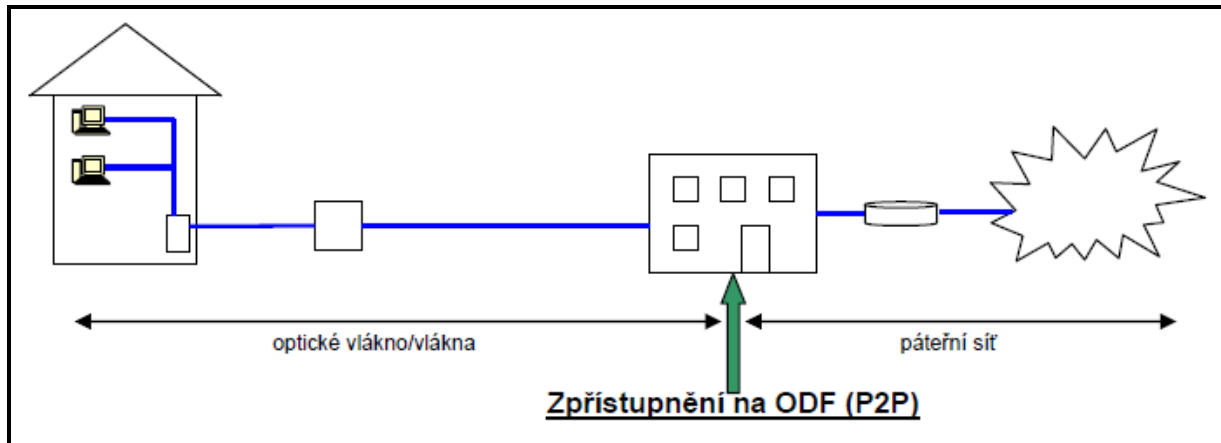 optické vlákno/vlákna
páteřní síť
Zpřístupnění na ODF (P2P)